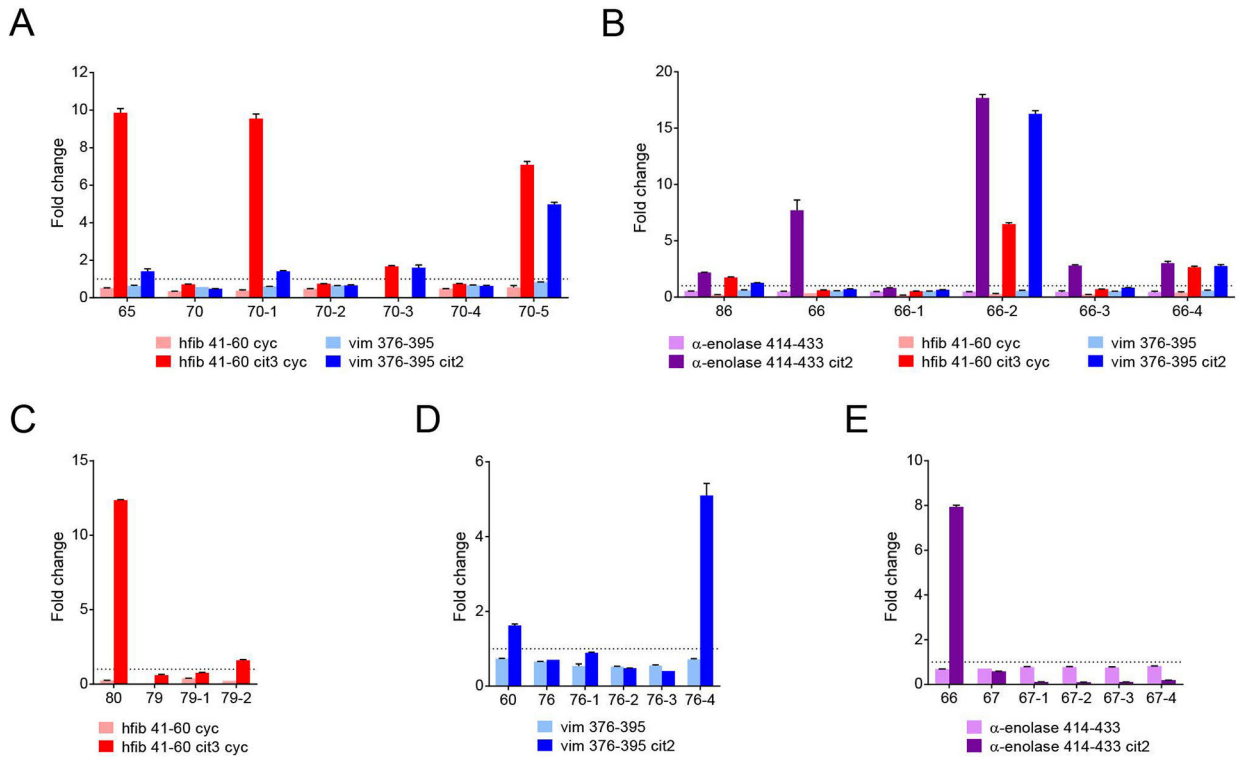 A
Fold change
12
10
8
6
4
2
0
65 70 70-1 70-2 70-3 70-4 70-5
hfib 41-60 cyc vim 376-395
hfib 41-60 cit3 cyc vim 376-395 cit2
B
Fold change
20
15
10
5
0
86 66 66-1 66-2 66-3 66-4
α-enolase 414-433 hfib 41-60 cyc vim 376-395
α-enolase 414-433 cit2 hfib 41-60 cit3 cyc vim 376-395 cit2
C
Fold change
15
10
5
0
80 79 79-1 79-2
hfib 41-60 cyc
hfib 41-60 cit3 cyc
D
Fold change
6
4
2
0
60 76 76-1 76-2 76-3 76-4
vim 376-395
vim 376-395 cit2
E
Fold change
10
8
6
4
2
0
66 67 67-1 67-2 67-3 67-4
α-enolase 414-433
α-enolase 414-433 cit2